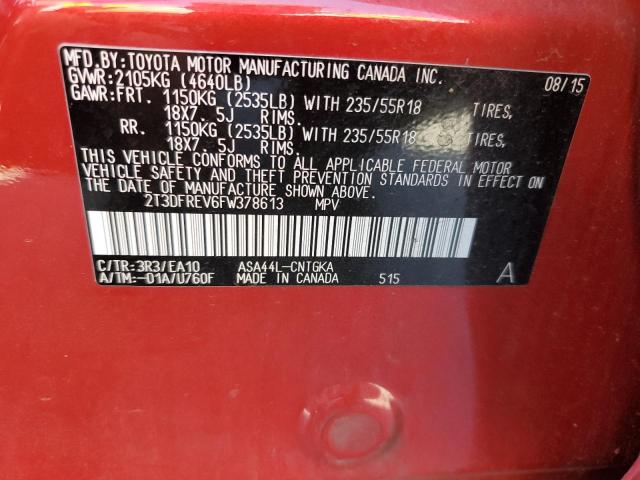 MFD.BY:TOYOTA MOTOR MANUFACTURING CANADA INC. 08/15
GVWR:2105KG (4640LB)
GAWR:FRT. 1150KG (2535LB) WITH 235/55R18 TIRES,
18X7. 5J RIMS.
RR. 1150KG (2535LB) WITH 235/55R18 TIRES,
18X7. 5J RIMS.
THIS VEHICLE CONFORMS TO ALL APPLICABLE FEDERAL MOTOR
VEHICLE SAFETY AND THEFT PREVENTION STANDARDS IN EFFECT ON
THE DATE OF MANUFACTURE SHOWN ABOVE.
2T3DFREV6FW378613 MPV
C/TR:3R3/EA10 ASA44L-CNTGKA A
A/TM:-01A/U760F MADE IN CANADA 515